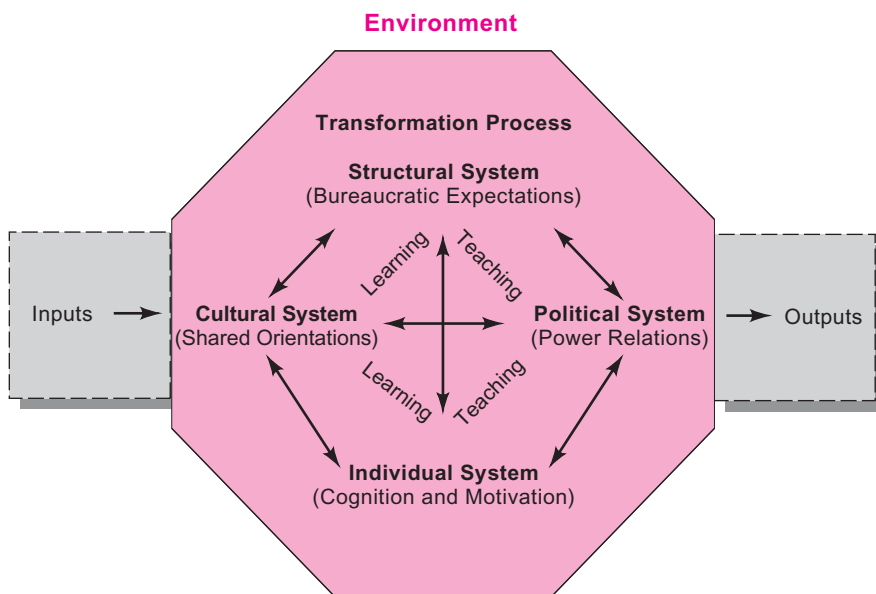 Environment
Transformation Process
Structural System
(Bureaucratic Expectations)
Learning
Teaching
Inputs
Cultural System
(Shared Orientations)
Political System
(Power Relations)
Outputs
Learning
Teaching
Individual System
(Cognition and Motivation)